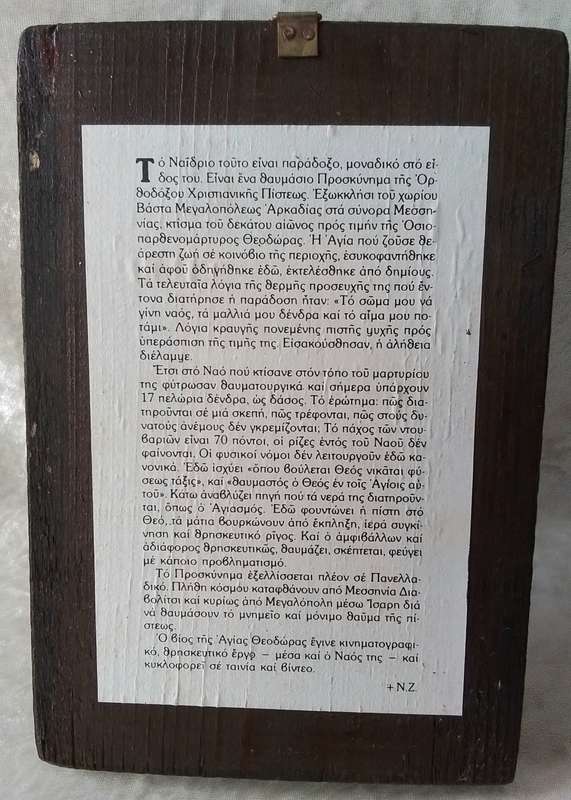 Τό Ναΐδριο τοῦτο εἶναι παράδοξο, μοναδικό στό εἶ-
δος του. Εἶναι ἕνα θαυμάσιο Προσκύνημα τῆς Ὀρ-
θοδόξου Χριστιανικῆς Πίστεως. Ἐξωκκλήσι τοῦ χωρίου
Βάστα Μεγαλοπόλεως Ἀρκαδίας στά σύνορα Μεσση-
νίας, κτίσμα τοῦ δεκάτου αἰῶνος πρός τιμήν τῆς Ὁσιο-
παρθενομάρτυρος Θεοδώρας. Ἡ Ἁγία πού ζοῦσε θε-
άρεστη ζωή σέ κοινόβιο τῆς περιοχῆς, ἐσυκοφαντήθηκε
καί ἀφοῦ ὁδηγήθηκε ἐδῶ, ἐκτελέσθηκε ἀπό δημίους.
Τά τελευταῖα λόγια τῆς θερμῆς προσευχῆς της πού ἔν-
τονα διατήρησε ἡ παράδοση ἦταν: «Τό σῶμα μου νά
γίνη ναός, τά μαλλιά μου δένδρα καί τό αἷμα μου πο-
τάμι». Λόγια κραυγῆς πονεμένης πιστῆς ψυχῆς πρός
ὑπεράσπιση τῆς τιμῆς της. Εἰσακούσθησαν, ἡ ἀλήθεια
διέλαμψε.
Ἔτσι στό Ναό πού κτίσανε στόν τόπο τοῦ μαρτυρίου
της φύτρωσαν θαυματουργικά καί σήμερα ὑπάρχουν
17 πελώρια δένδρα, ὡς δάσος. Τό ἐρώτημα: πῶς δια-
τηροῦνται σέ μιά σκεπή, πῶς τρέφονται, πῶς στούς δυ-
νατούς ἀνέμους δέν γκρεμίζονται; Τό πάχος τῶν ντου-
βαριῶν εἶναι 70 πόντοι, οἱ ρίζες ἐντός τοῦ Ναοῦ δέν
φαίνονται. Οἱ φυσικοί νόμοι δέν λειτουργοῦν ἐδῶ κα-
νονικά. Ἐδῶ ἰσχύει «ὅπου βούλεται Θεός νικᾶται φύ-
σεως τάξις», καί «θαυμαστός ὁ Θεός ἐν τοῖς Ἁγίοις αὐ-
τοῦ». Κάτω ἀναβλύζει πηγή πού τά νερά της διατηροῦν-
ται, ὅπως ὁ Ἁγιασμός. Ἐδῶ φουντώνει ἡ πίστη στό
Θεό, τά μάτια βουρκώνουν ἀπό ἔκπληξη, ἱερά συγκί-
νηση καί θρησκευτικό ρῖγος. Καί ὁ ἀμφιβάλλων καί
ἀδιάφορος θρησκευτικῶς, θαυμάζει, σκέπτεται, φεύγει
μέ κάποιο προβληματισμό.
Τό Προσκύνημα ἐξελλίσσεται πλέον σέ Πανελλα-
δικό. Πλήθη κόσμου καταφθάνουν ἀπό Μεσσηνία Δια-
βολίτσι καί κυρίως ἀπό Μεγαλόπολη μέσω Ἴσαρη διά
νά θαυμάσουν τό μνημεῖο καί μόνιμο θαῦμα τῆς πί-
στεως.
Ὁ βίος τῆς Ἁγίας Θεοδώρας ἔγινε κινηματογραφι-
κό, θρησκευτικό ἔργο – μέσα καί ὁ Ναός της – καί
κυκλοφορεῖ σέ ταινία καί βίντεο.
+ Ν.Ζ.